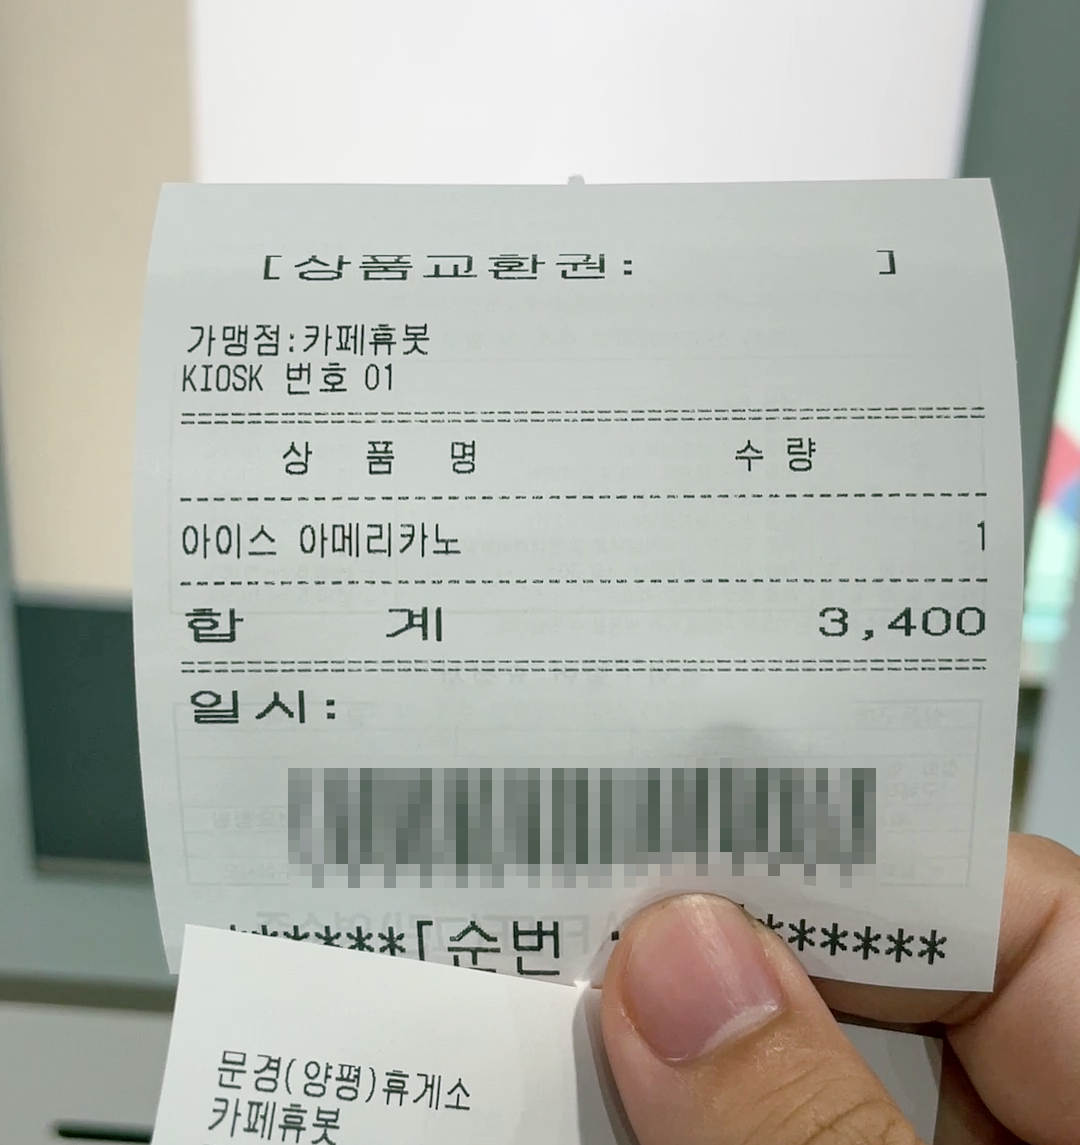 [상품교환권: ]
가맹점:카페휴봇
KIOSK 번호 01
상 품 명 수 량
아이스 아메리카노 1
합 계 3,400
일시:
******[순번 : *******
문경(양평)휴게소
카페휴봇